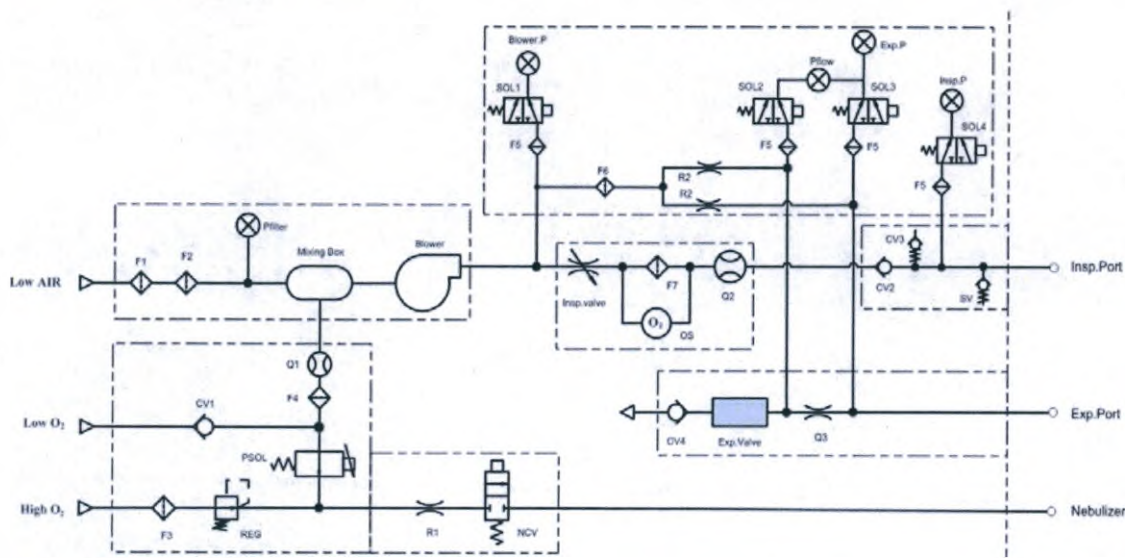 Blower.P
Exp.P
Pflow
Insp.P
SOL1
SOL2
SOL3
SOL4
F5
F5
F5
F5
F6
R2
R2
Pfilter
Mixing Box
Blower
CV3
F1
F2
Low AIR
Insp.valve
F7
Q2
CV2
Insp.Port
SV
O₂
OS
Q1
F4
CV1
Low O₂
CV4
Exp.Valve
Q3
Exp.Port
PSOL
High O₂
F3
REG
R1
NCV
Nebulizer